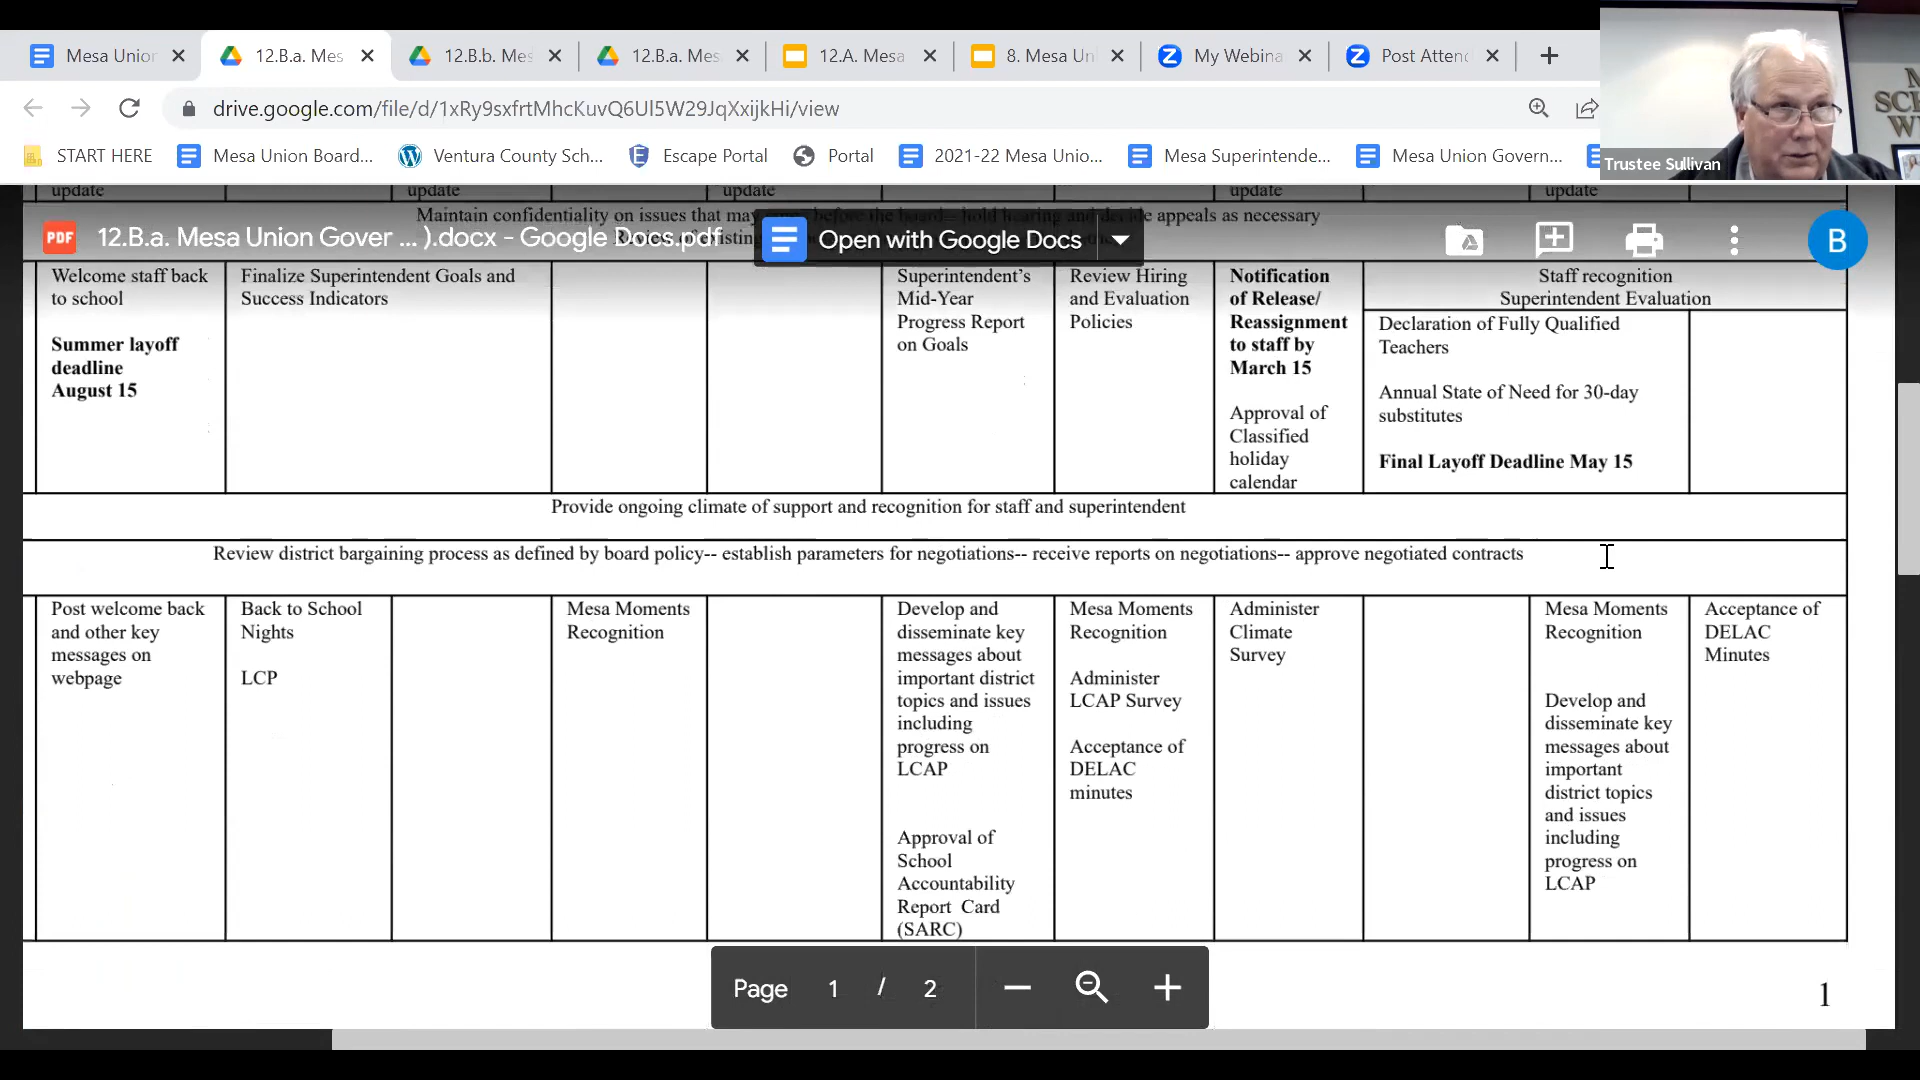 Mesa Union
12.B.a. Mes
12.B.b. Mes
12.B.a. Mes
12.A. Mesa
8. Mesa Un
My Webina
Post Attend
drive.google.com/file/d/1xRy9sxfrtMhcKuvQ6Ul5W29JqXxijkHi/view
START HERE
Mesa Union Board...
Ventura County Sch...
Escape Portal
Portal
2021-22 Mesa Unio...
Mesa Superintende...
Mesa Union Govern...
Trustee Sullivan
update
update
update
update
update
Maintain confidentiality on issues that may come before the board-- hold hearing and decide appeals as necessary
PDF
12.B.a. Mesa Union Gover ... ).docx - Google Docs.pdf
Open with Google Docs
B
Welcome staff back
to school
Summer layoff
deadline
August 15
Finalize Superintendent Goals and
Success Indicators
Superintendent’s
Mid-Year
Progress Report
on Goals
Review Hiring
and Evaluation
Policies
Notification
of Release/
Reassignment
to staff by
March 15
Approval of
Classified
holiday
calendar
Staff recognition
Superintendent Evaluation
Declaration of Fully Qualified
Teachers
Annual State of Need for 30-day
substitutes
Final Layoff Deadline May 15
Provide ongoing climate of support and recognition for staff and superintendent
Review district bargaining process as defined by board policy-- establish parameters for negotiations-- receive reports on negotiations-- approve negotiated contracts
Post welcome back
and other key
messages on
webpage
Back to School
Nights
LCP
Mesa Moments
Recognition
Develop and
disseminate key
messages about
important district
topics and issues
including
progress on
LCAP
Approval of
School
Accountability
Report Card
(SARC)
Mesa Moments
Recognition
Administer
LCAP Survey
Acceptance of
DELAC
minutes
Administer
Climate
Survey
Mesa Moments
Recognition
Develop and
disseminate key
messages about
important
district topics
and issues
including
progress on
LCAP
Acceptance of
DELAC
Minutes
Page 1 / 2
1